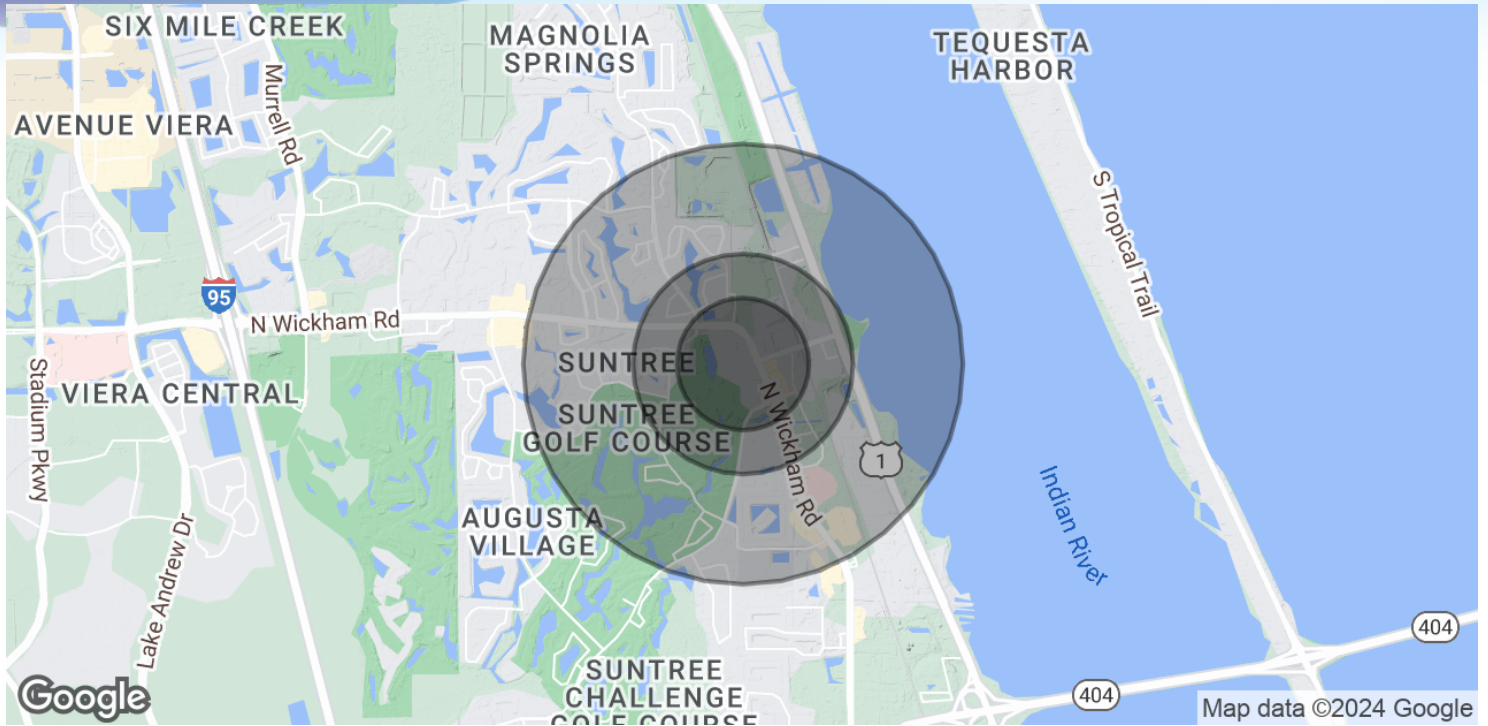 SIX MILE CREEK
MAGNOLIA
SPRINGS
TEQUESTA
HARBOR
Murrell Rd
AVENUE VIERA
S Tropical Trail
95
N Wickham Rd
SUNTREE
VIERA CENTRAL
Stadium Pkwy
SUNTREE
GOLF COURSE
N Wickham Rd
1
Indian River
AUGUSTA
VILLAGE
Lake Andrew Dr
404
SUNTREE
CHALLENGE
GOLF COURSE
404
Google
Map data ©2024 Google